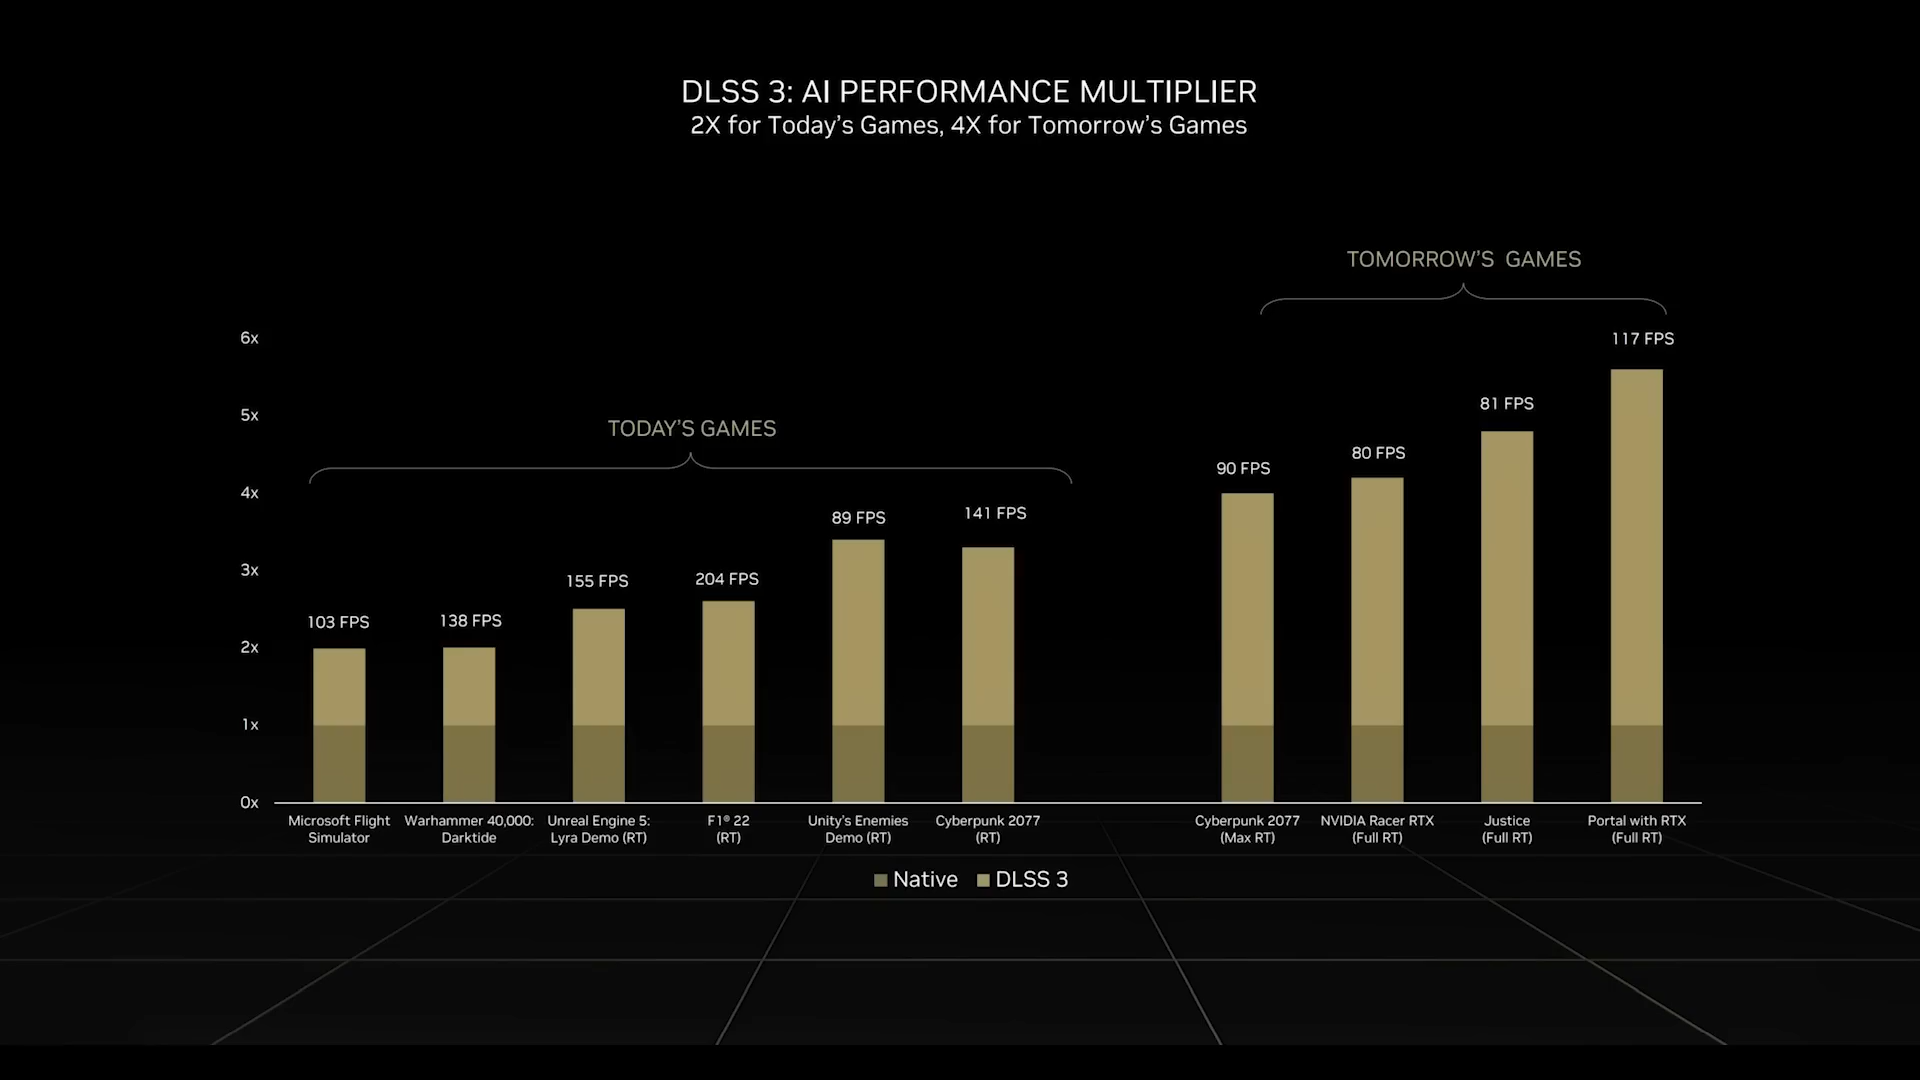 DLSS 3: AI PERFORMANCE MULTIPLIER
2X for Today's Games, 4X for Tomorrow's Games
TOMORROW'S GAMES
TODAY'S GAMES
6x
5x
4x
3x
2x
1x
0x
103 FPS
138 FPS
155 FPS
204 FPS
89 FPS
141 FPS
90 FPS
80 FPS
81 FPS
117 FPS
Microsoft Flight
Simulator
Warhammer 40,000:
Darktide
Unreal Engine 5:
Lyra Demo (RT)
F1® 22
(RT)
Unity's Enemies
Demo (RT)
Cyberpunk 2077
(RT)
Cyberpunk 2077
(Max RT)
NVIDIA Racer RTX
(Full RT)
Justice
(Full RT)
Portal with RTX
(Full RT)
Native
DLSS 3